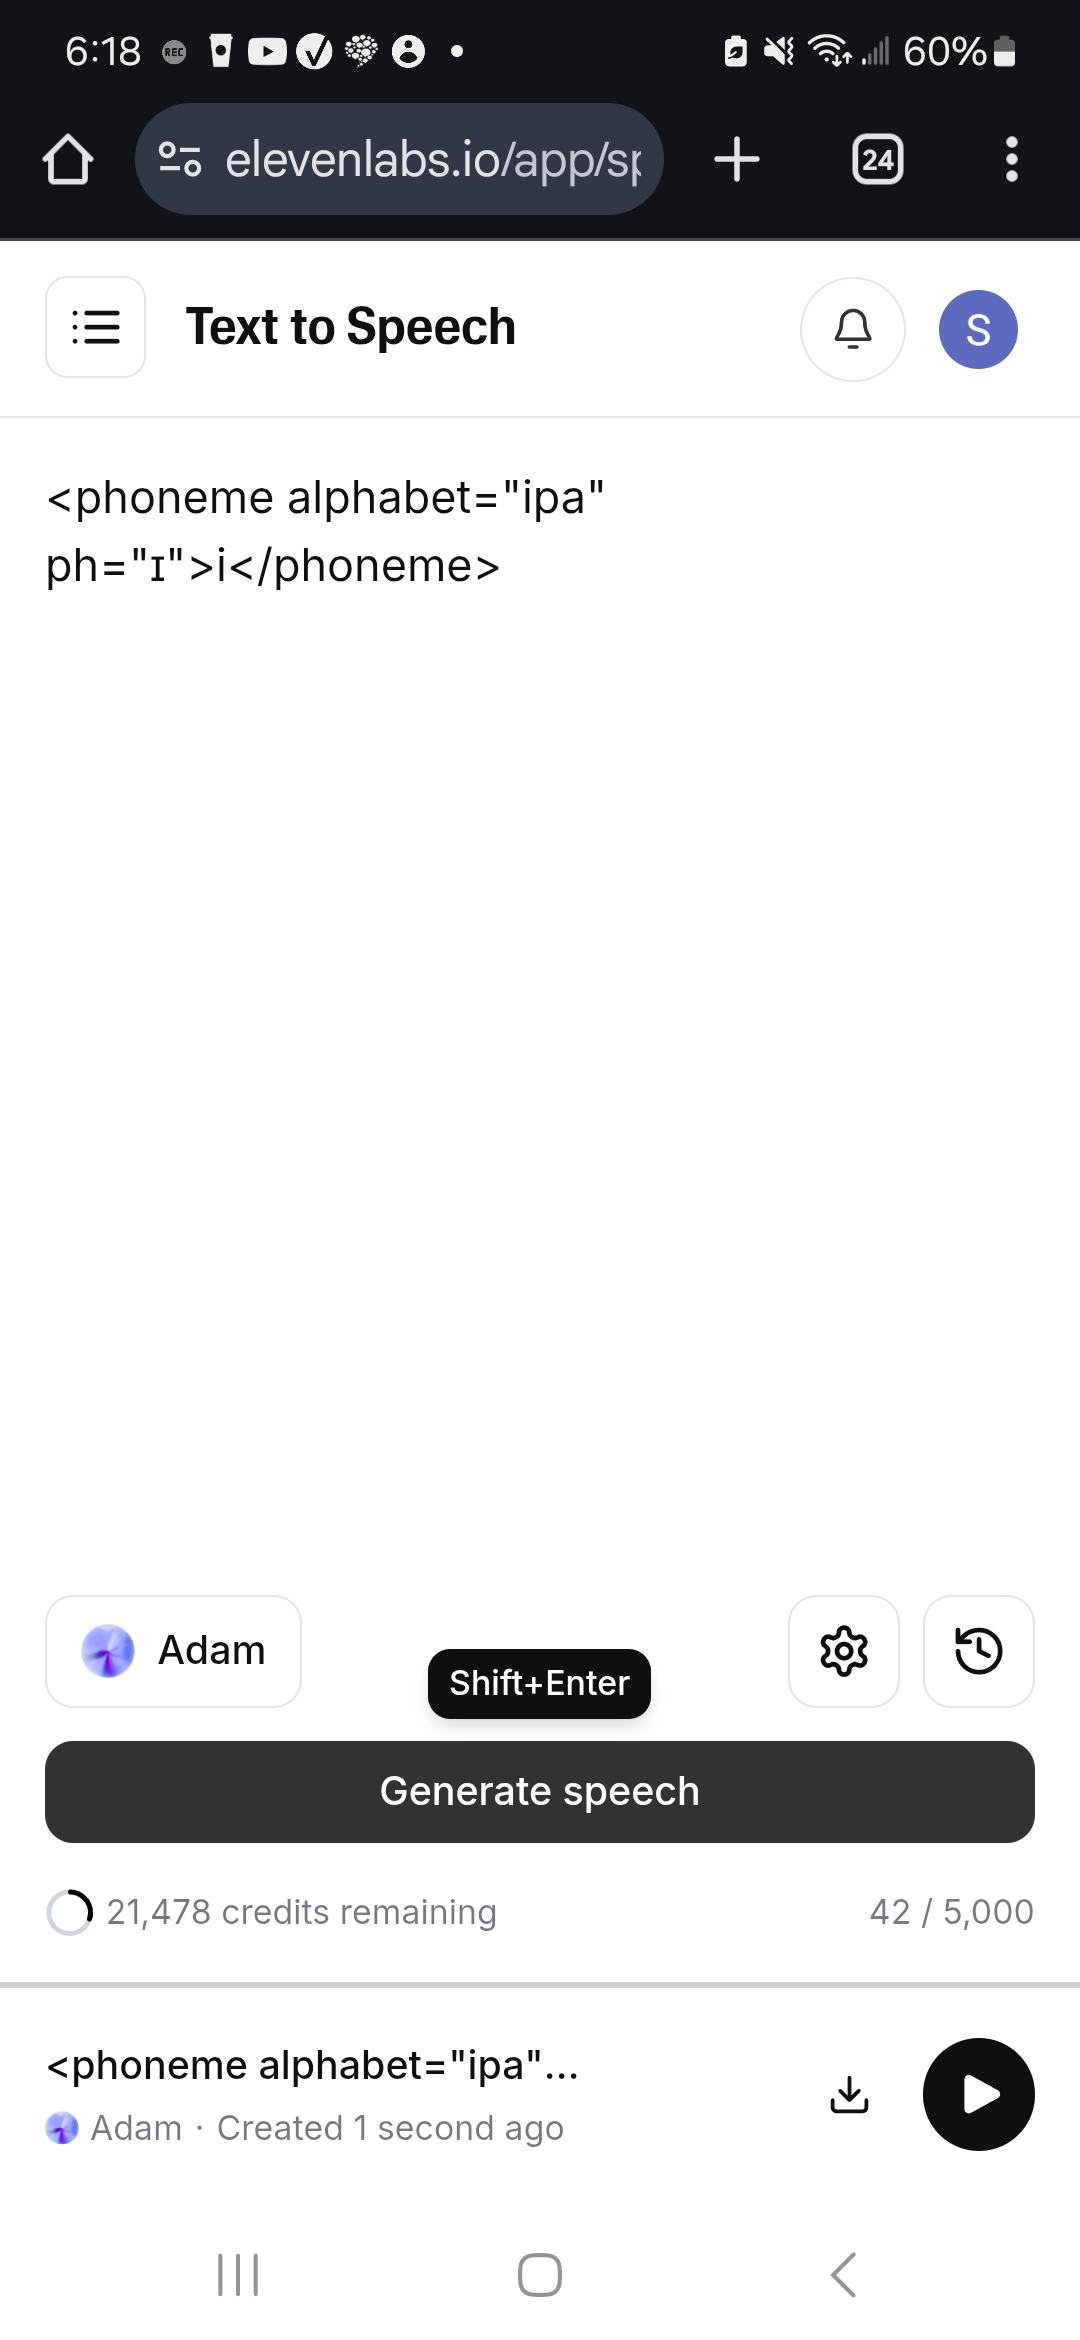 6:18 REC 60%
elevenlabs.io/app/sp
24
Text to Speech
S
<phoneme alphabet="ipa"
ph="ɪ">i</phoneme>
Adam
Shift+Enter
Generate speech
21,478 credits remaining
42 / 5,000
<phoneme alphabet="ipa"...
Adam · Created 1 second ago